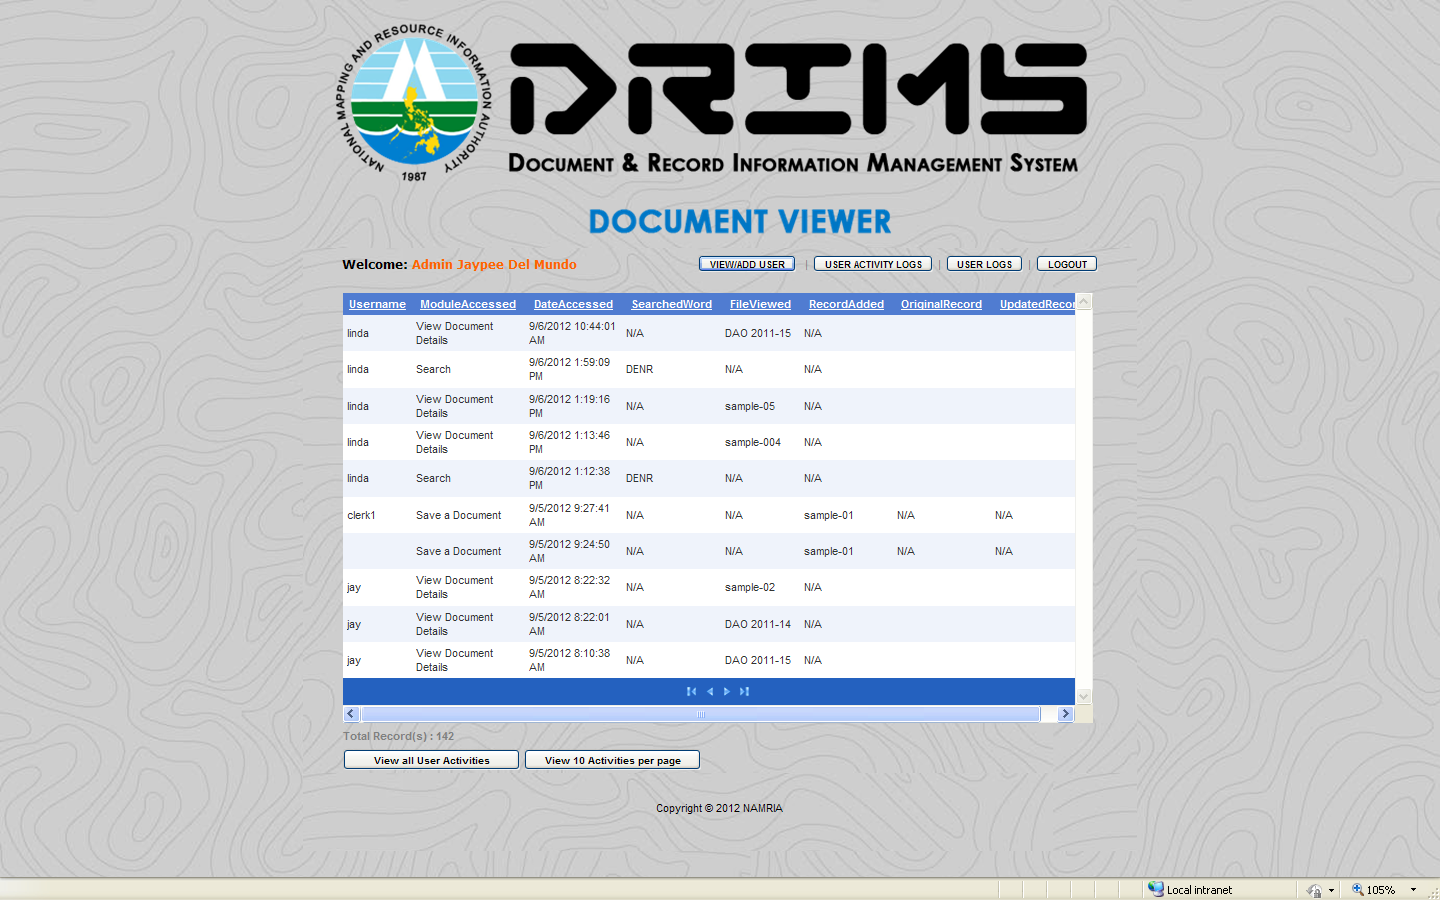 NATIONAL MAPPING AND RESOURCE INFORMATION AUTHORITY
1987
DRIMS
DOCUMENT & RECORD INFORMATION MANAGEMENT SYSTEM
DOCUMENT VIEWER
Welcome: Admin Jaypee Del Mundo
VIEW/ADD USER | USER ACTIVITY LOGS | USER LOGS | LOGOUT
Username ModuleAccessed DateAccessed SearchedWord FileViewed RecordAdded OriginalRecord UpdatedRecor
linda View Document Details 9/6/2012 10:44:01 AM N/A DAO 2011-15 N/A
linda Search 9/6/2012 1:59:09 PM DENR N/A N/A
linda View Document Details 9/6/2012 1:19:16 PM N/A sample-05 N/A
linda View Document Details 9/6/2012 1:13:46 PM N/A sample-004 N/A
linda Search 9/6/2012 1:12:38 PM DENR N/A N/A
clerk1 Save a Document 9/5/2012 9:27:41 AM N/A N/A sample-01 N/A N/A
Save a Document 9/5/2012 9:24:50 AM N/A N/A sample-01 N/A N/A
jay View Document Details 9/5/2012 8:22:32 AM N/A sample-02 N/A
jay View Document Details 9/5/2012 8:22:01 AM N/A DAO 2011-14 N/A
jay View Document Details 9/5/2012 8:10:38 AM N/A DAO 2011-15 N/A
Total Record(s) : 142
View all User Activities View 10 Activities per page
Copyright © 2012 NAMRIA
Local intranet 105%